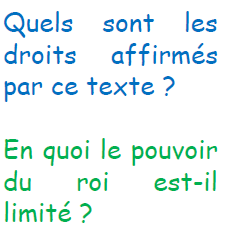 Quels sont les
droits affirmés
par ce texte ?
En quoi le pouvoir
du roi est-il
limité ?